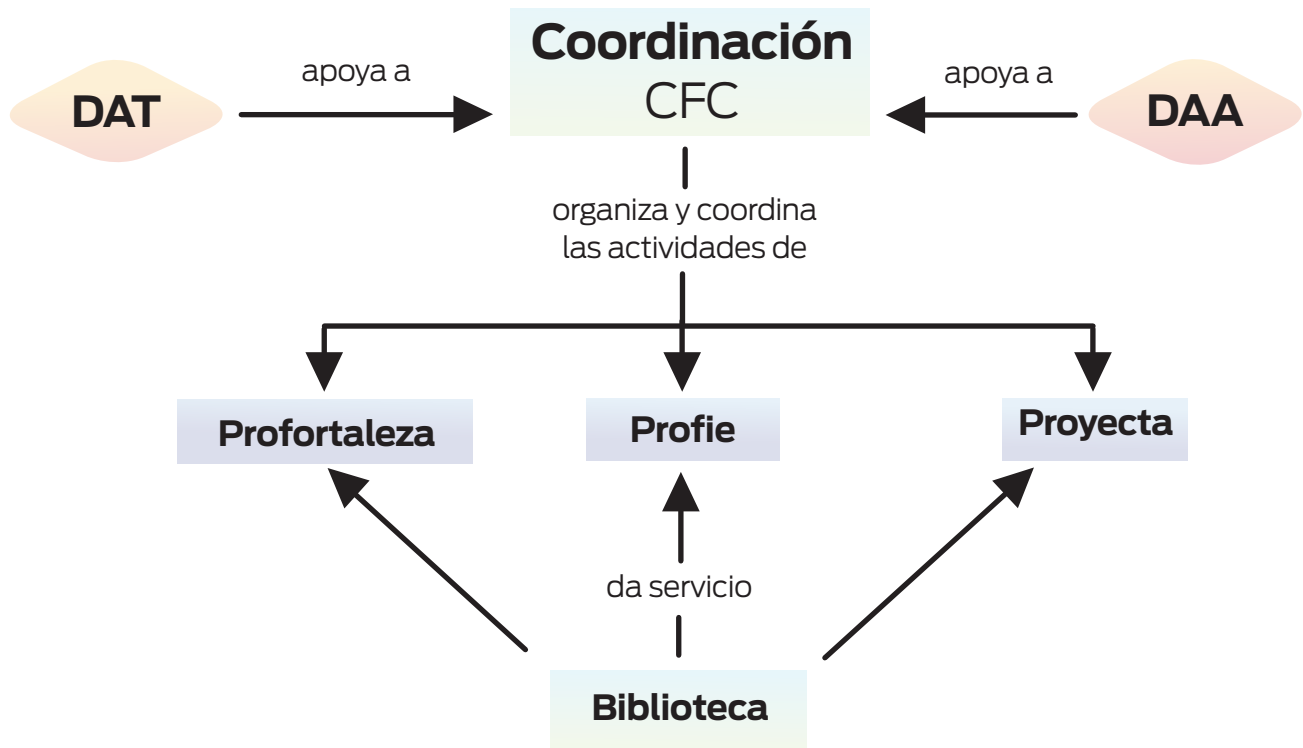 Coordinación
CFC
apoya a
apoya a
DAT
DAA
organiza y coordina
las actividades de
Profortaleza
Profie
Proyecta
da servicio
Biblioteca